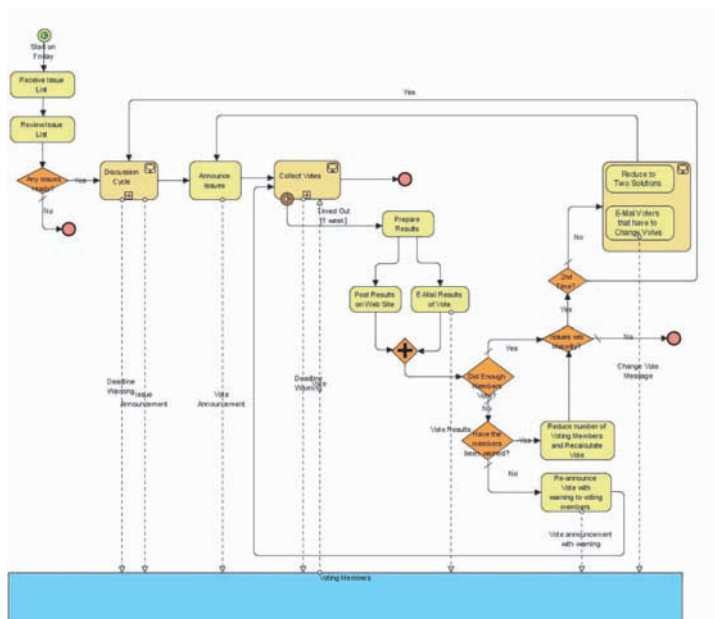 Start on
Friday
Receive Issue
List
Review Issue
List
Any issues
ready?
Yes
No
Discussion
Cycle
Announce
Issues
Collect Votes
Timed Out
[1 week]
Prepare
Results
Post Results
on Web Site
E-Mail Results
of Vote
Did Enough
Members
Vote?
Yes
No
Have the
members
been warned?
Yes
No
Reduce number of
Voting Members
and Recalculate
Vote
Re-announce
Vote with
warning to voting
members
Issues w/o
Majority?
Yes
No
2nd
Time?
No
Yes
Reduce to
Two Solutions
E-Mail Voters
that have to
Change Votes
Deadline
Warning
Issue
Announcement
Vote
Announcement
Deadline
Warning
Vote
Vote Results
Change Vote
Message
Vote announcement
with warning
Voting Members